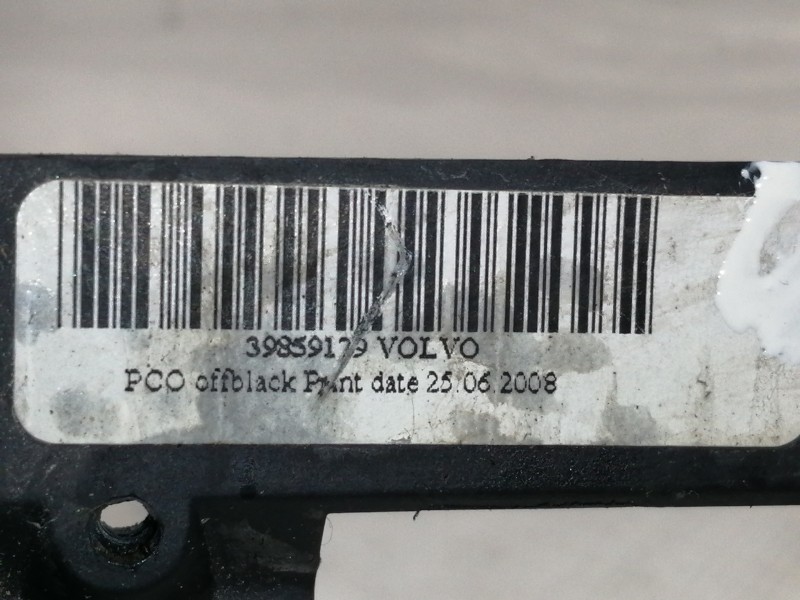 39859179 VOLVO
PCO offblack Print date 25.06.2008